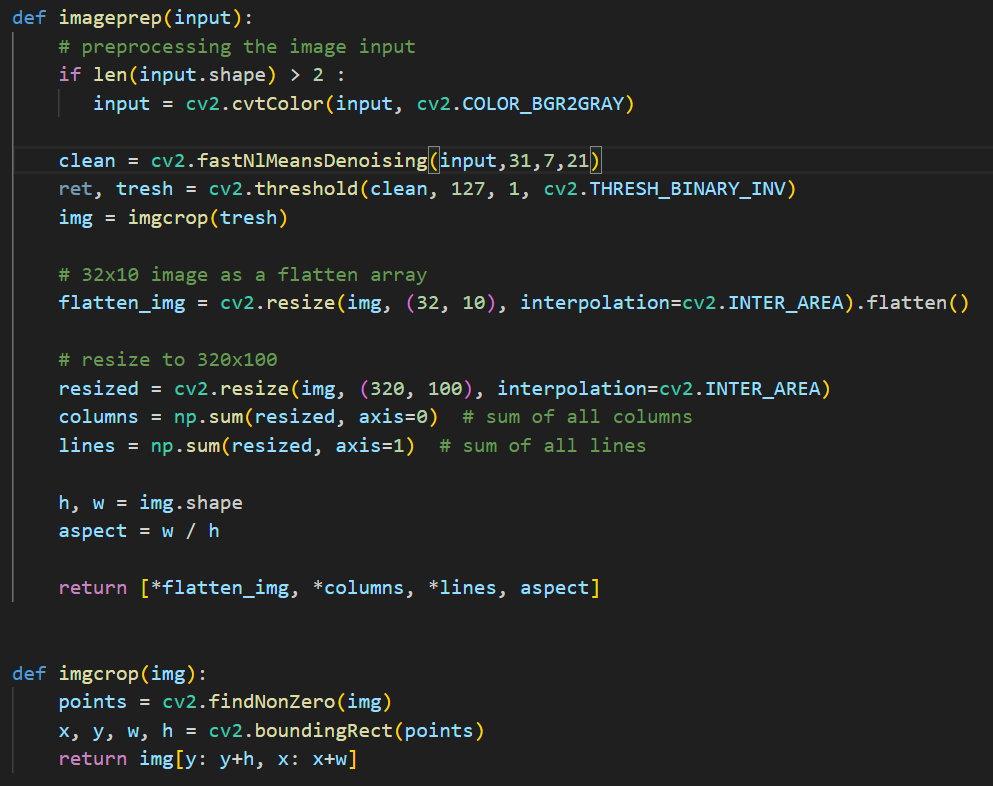 def imageprep(input):
    # preprocessing the image input
    if len(input.shape) > 2 :
       input = cv2.cvtColor(input, cv2.COLOR_BGR2GRAY)

    clean = cv2.fastNlMeansDenoising(input,31,7,21)
    ret, tresh = cv2.threshold(clean, 127, 1, cv2.THRESH_BINARY_INV)
    img = imgcrop(tresh)

    # 32x10 image as a flatten array
    flatten_img = cv2.resize(img, (32, 10), interpolation=cv2.INTER_AREA).flatten()

    # resize to 320x100
    resized = cv2.resize(img, (320, 100), interpolation=cv2.INTER_AREA)
    columns = np.sum(resized, axis=0)  # sum of all columns
    lines = np.sum(resized, axis=1)  # sum of all lines

    h, w = img.shape
    aspect = w / h

    return [*flatten_img, *columns, *lines, aspect]


def imgcrop(img):
    points = cv2.findNonZero(img)
    x, y, w, h = cv2.boundingRect(points)
    return img[y: y+h, x: x+w]